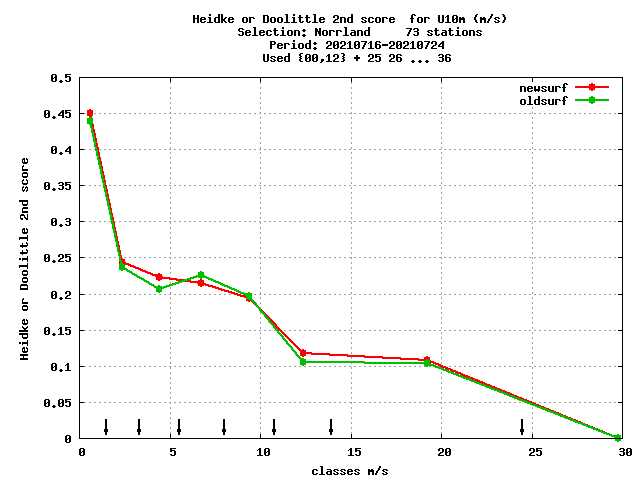 Heidke or Doolittle 2nd score  for U10m (m/s)
Selection: Norrland     73 stations
Period: 20210716-20210724
Used {00,12} + 25 26 ... 36
newsurf
oldsurf
0.5
0.45
0.4
0.35
0.3
0.25
0.2
0.15
0.1
0.05
0
Heidke or Doolittle 2nd score
0 5 10 15 20 25 30
classes m/s